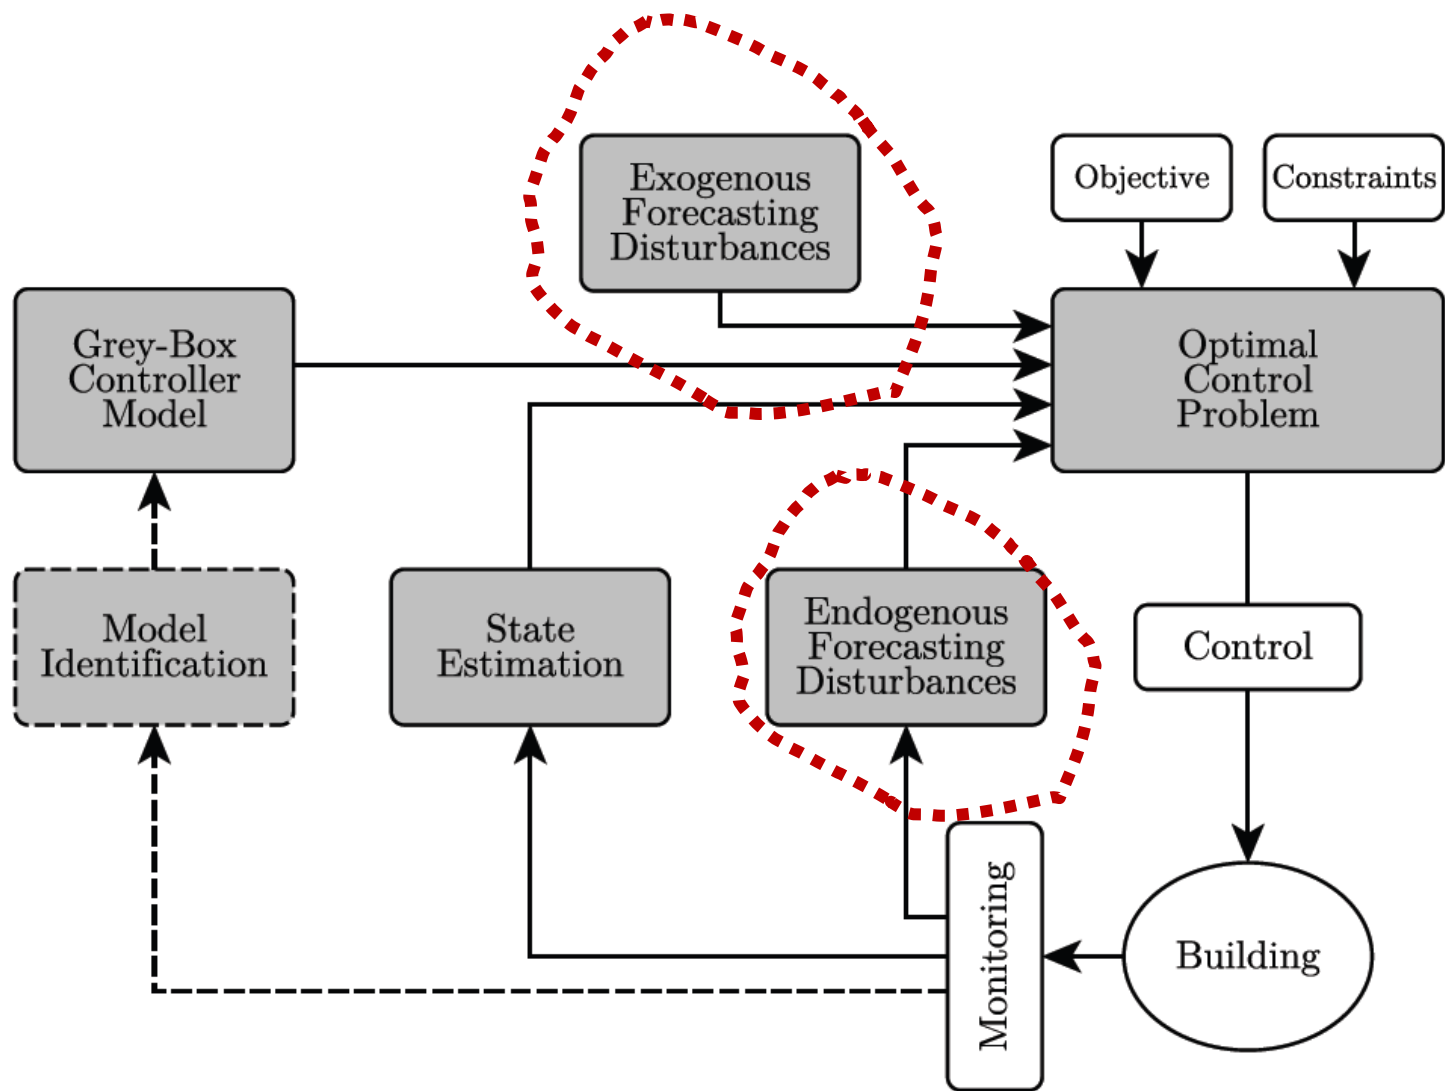 Exogenous
Forecasting
Disturbances
Objective
Constraints
Grey-Box
Controller
Model
Optimal
Control
Problem
Model
Identification
State
Estimation
Endogenous
Forecasting
Disturbances
Control
Monitoring
Building